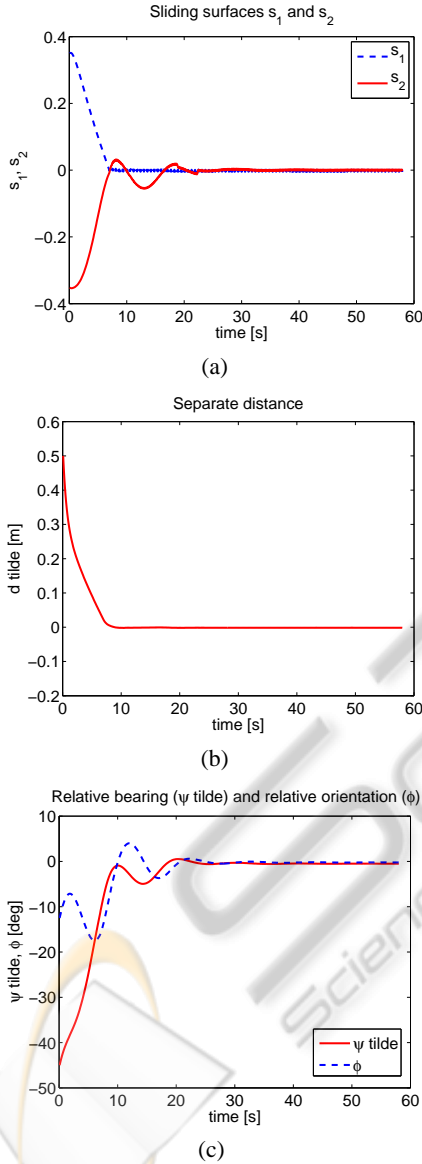 Sliding surfaces s₁ and s₂
s₁
s₂
s₁, s₂
0.4
0.2
0
−0.2
−0.4
0 10 20 30 40 50 60
time [s]
(a)
Separate distance
d tilde [m]
0.6
0.5
0.4
0.3
0.2
0.1
0
−0.1
−0.2
0 10 20 30 40 50 60
time [s]
(b)
Relative bearing (ψ tilde) and relative orientation (ϕ)
ψ tilde, ϕ [deg]
10
0
−10
−20
−30
−40
−50
ψ tilde
ϕ
0 10 20 30 40 50 60
time [s]
(c)
Science